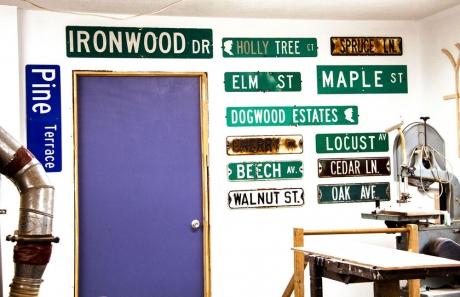 IRONWOOD DR
HOLLY TREE CT
SPRUCE LN.
Pine Terrace
ELM ST
MAPLE ST
DOGWOOD ESTATES
CHERRY
LOCUST AV
BEECH AV.
CEDAR LN.
WALNUT ST.
OAK AVE.